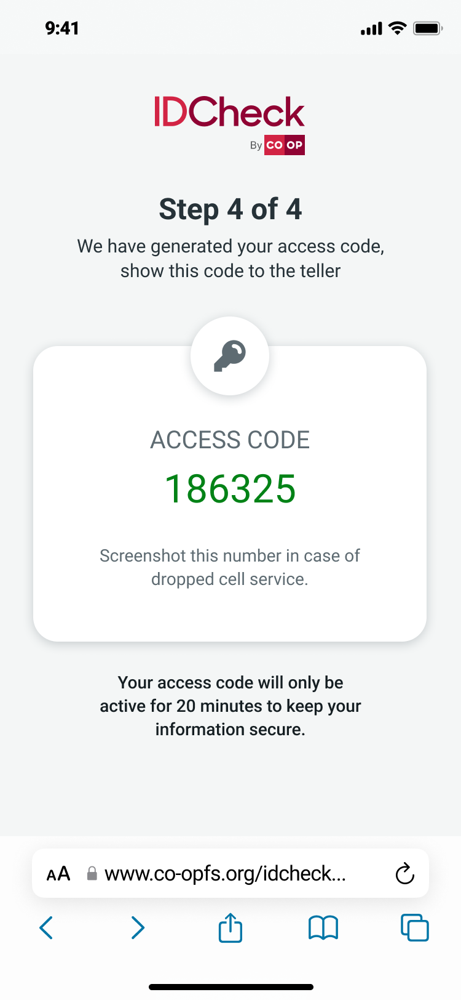 9:41
IDCheck
By CO OP
Step 4 of 4
We have generated your access code,
show this code to the teller
ACCESS CODE
186325
Screenshot this number in case of
dropped cell service.
Your access code will only be
active for 20 minutes to keep your
information secure.
AA www.co-opfs.org/idcheck...